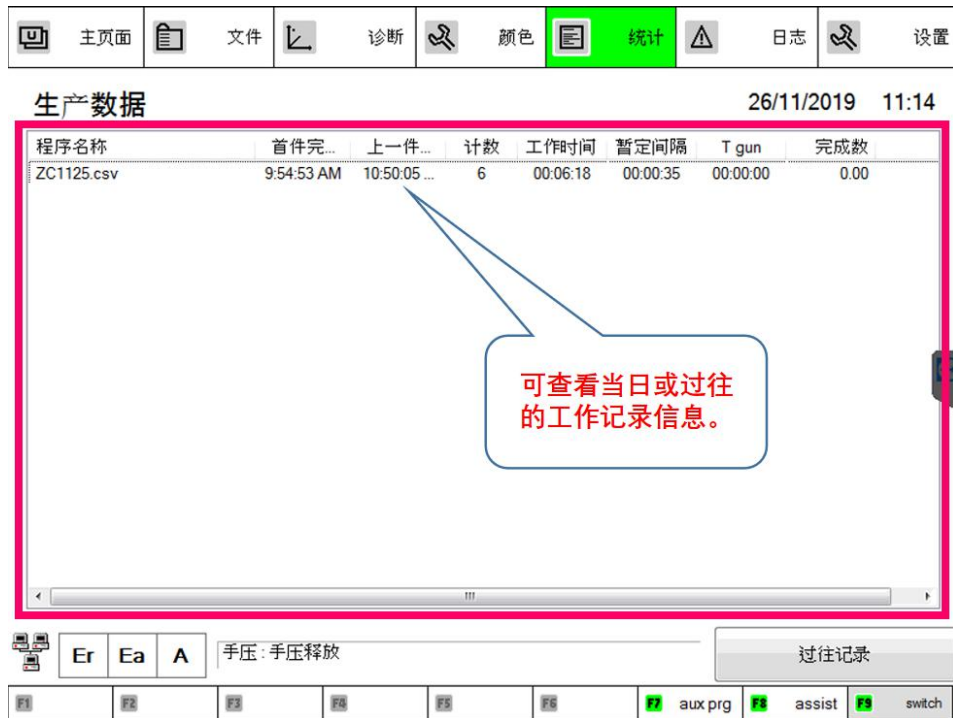 主页面 文件 诊断 颜色 统计 日志 设置
生产数据 26/11/2019 11:14
程序名称 首件完... 上一件... 计数 工作时间 暂定间隔 T gun 完成数
ZC1125.csv 9:54:53 AM 10:50:05 ... 6 00:06:18 00:00:35 00:00:00 0.00
可查看当日或过往
的工作记录信息。
Er Ea A 手压:手压释放 过往记录
F1 F2 F3 F4 F5 F6 F7 aux prg F8 assist F9 switch